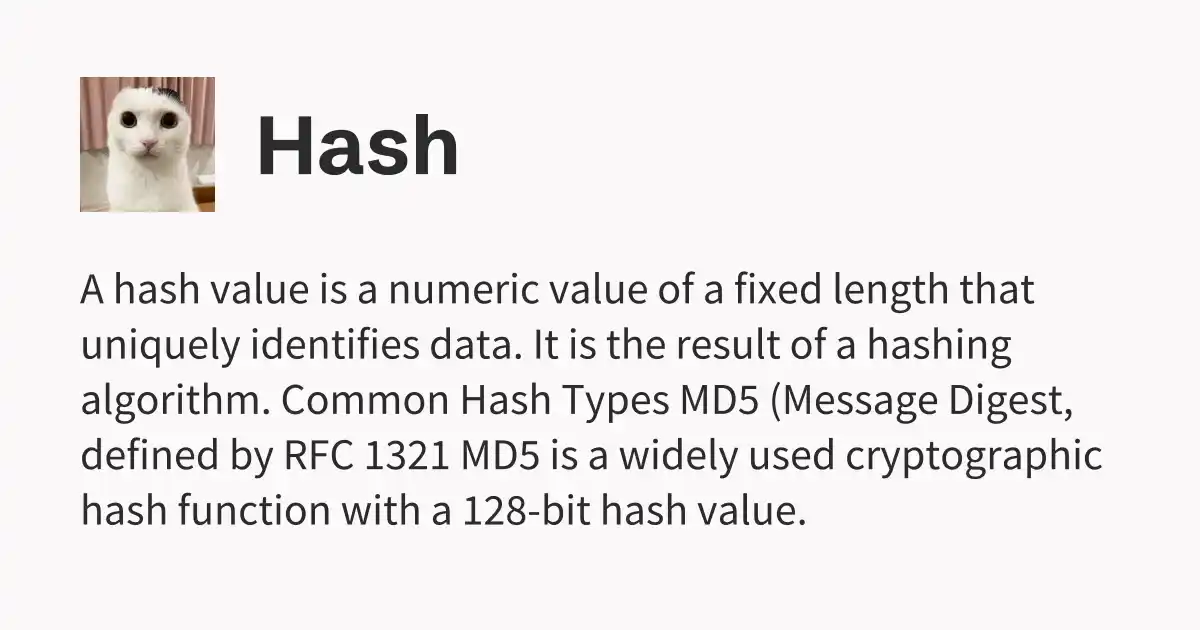 Hash
A hash value is a numeric value of a fixed length that
uniquely identifies data. It is the result of a hashing
algorithm. Common Hash Types MD5 (Message Digest,
defined by RFC 1321 MD5 is a widely used cryptographic
hash function with a 128-bit hash value.